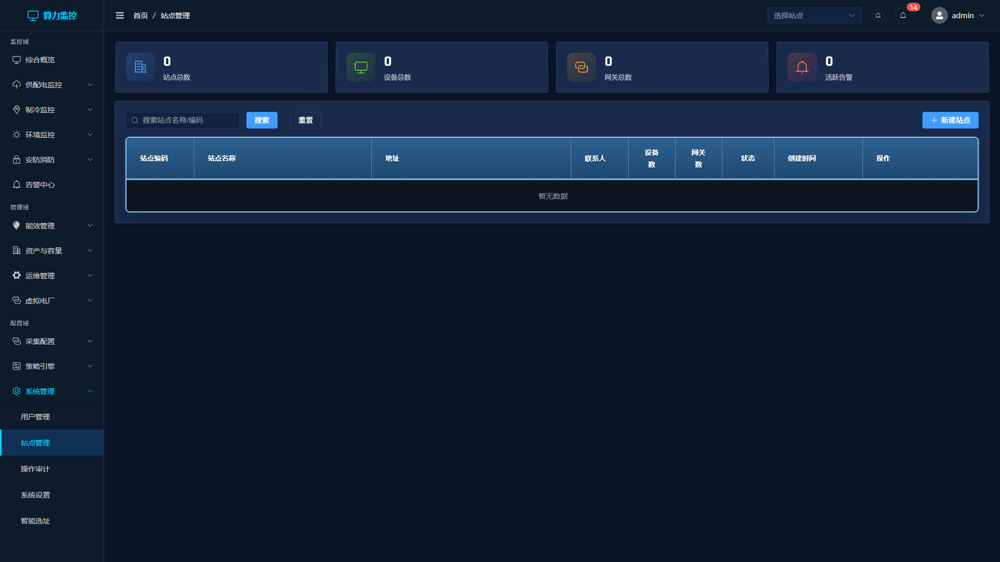 算力监控
首页 / 站点管理
选择站点
14
admin
监控域
综合概览
供配电监控
制冷监控
环境监控
安防消防
告警中心
管理域
能效管理
资产与容量
运维管理
虚拟电厂
配置域
采集配置
策略引擎
系统管理
用户管理
站点管理
操作审计
系统设置
智能选址
0
站点总数
0
设备总数
0
网关总数
0
活跃告警
搜索站点名称/编码
搜索
重置
新建站点
站点编码
站点名称
地址
联系人
设备
数
网关
数
状态
创建时间
操作
暂无数据